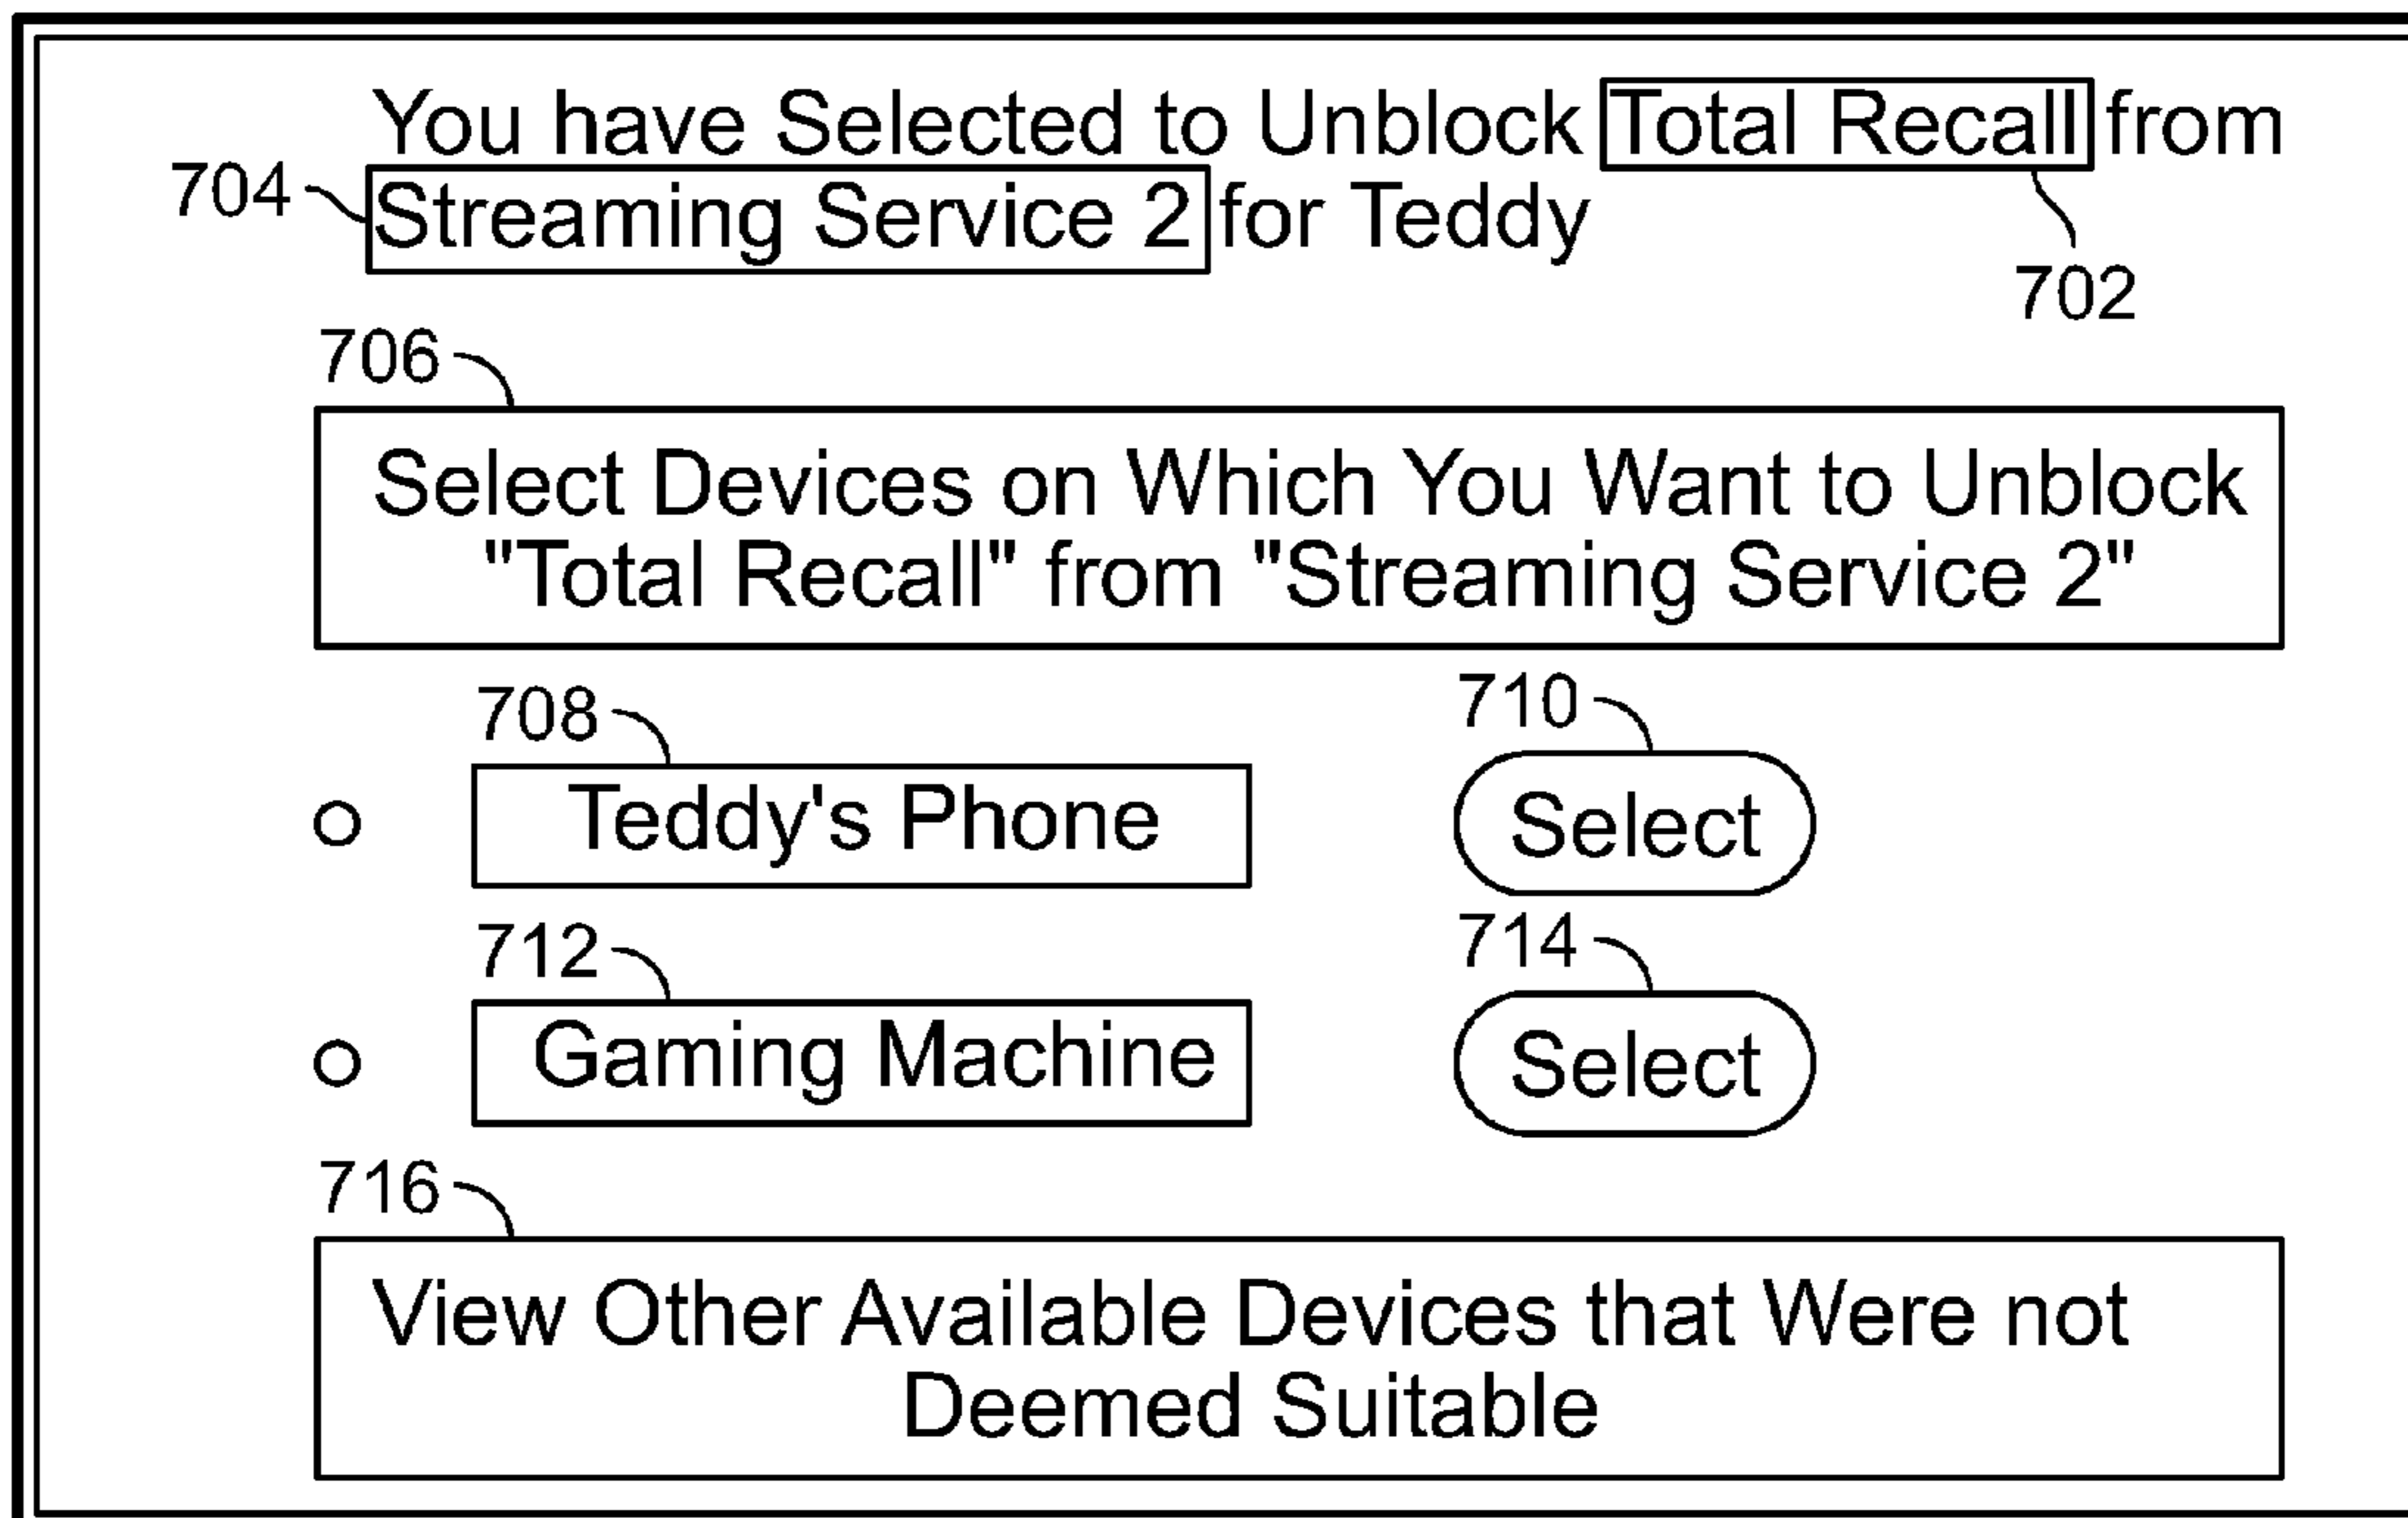 You have Selected to Unblock Total Recall from
704 Streaming Service 2 for Teddy
702
706
Select Devices on Which You Want to Unblock
"Total Recall" from "Streaming Service 2"
708 710
Teddy's Phone Select
712 714
Gaming Machine Select
716
View Other Available Devices that Were not
Deemed Suitable